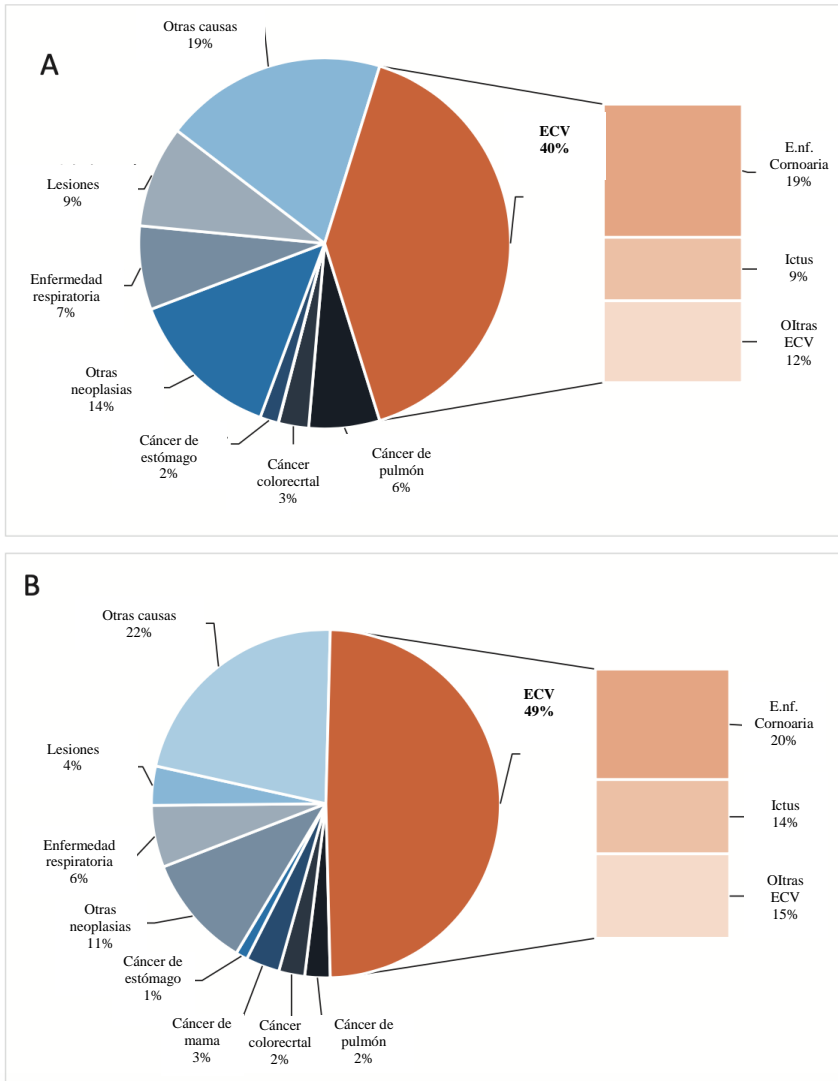 A
Otras causas
19%
ECV
40%
E.nf.
Cornoaria
19%
Lesiones
9%
Ictus
9%
Enfermedad
respiratoria
7%
OItras
ECV
12%
Otras
neoplasias
14%
Cáncer de
estómago
2%
Cáncer
colorecrtal
3%
Cáncer de
pulmón
6%
B
Otras causas
22%
ECV
49%
E.nf.
Cornoaria
20%
Lesiones
4%
Ictus
14%
Enfermedad
respiratoria
6%
OItras
ECV
15%
Otras
neoplasias
11%
Cáncer de
estómago
1%
Cáncer de
mama
3%
Cáncer
colorecrtal
2%
Cáncer de
pulmón
2%